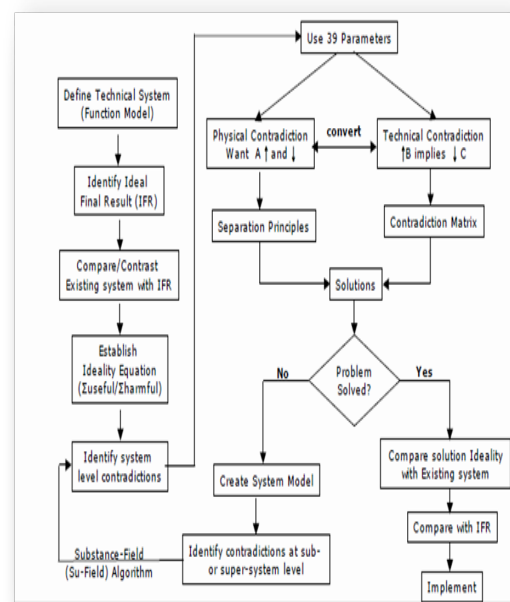 Use 39 Parameters
Define Technical System
(Function Model)
Physical Contradiction
Want A ↑ and ↓
convert
Technical Contradiction
↑B implies ↓ C
Identify Ideal
Final Result (IFR)
Separation Principles
Contradiction Matrix
Compare/Contrast
Existing system with IFR
Solutions
Establish
Ideality Equation
(Σuseful/Σharmful)
Problem
Solved?
No
Yes
Identify system
level contradictions
Create System Model
Compare solution Ideality
with Existing system
Substance-Field
(Su-Field) Algorithm
Identify contradictions at sub-
or super-system level
Compare with IFR
Implement